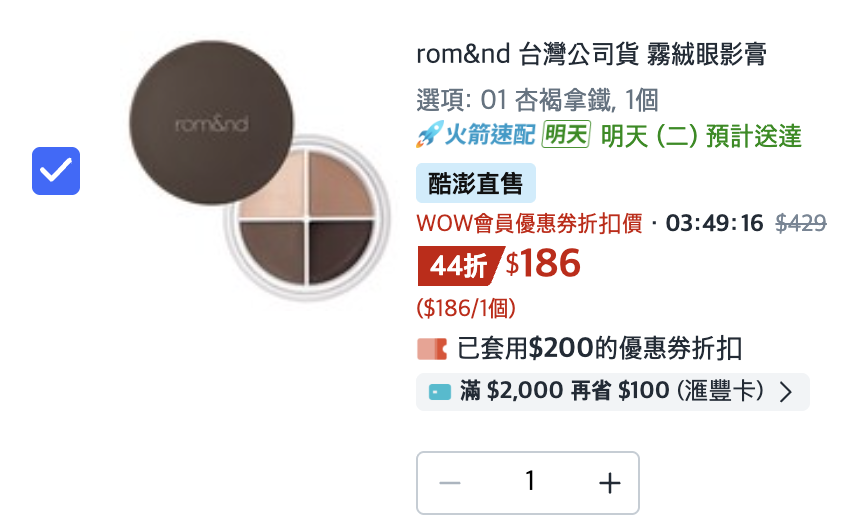 rom&nd
rom&nd 台灣公司貨 霧絨眼影膏
選項: 01 杏褐拿鐵, 1個
火箭速配 明天 明天 (二) 預計送達
酷澎直售
WOW會員優惠券折扣價 · 03:49:16 $429
44折 $186
($186/1個)
已套用$200的優惠券折扣
滿 $2,000 再省 $100 (滙豐卡)
1